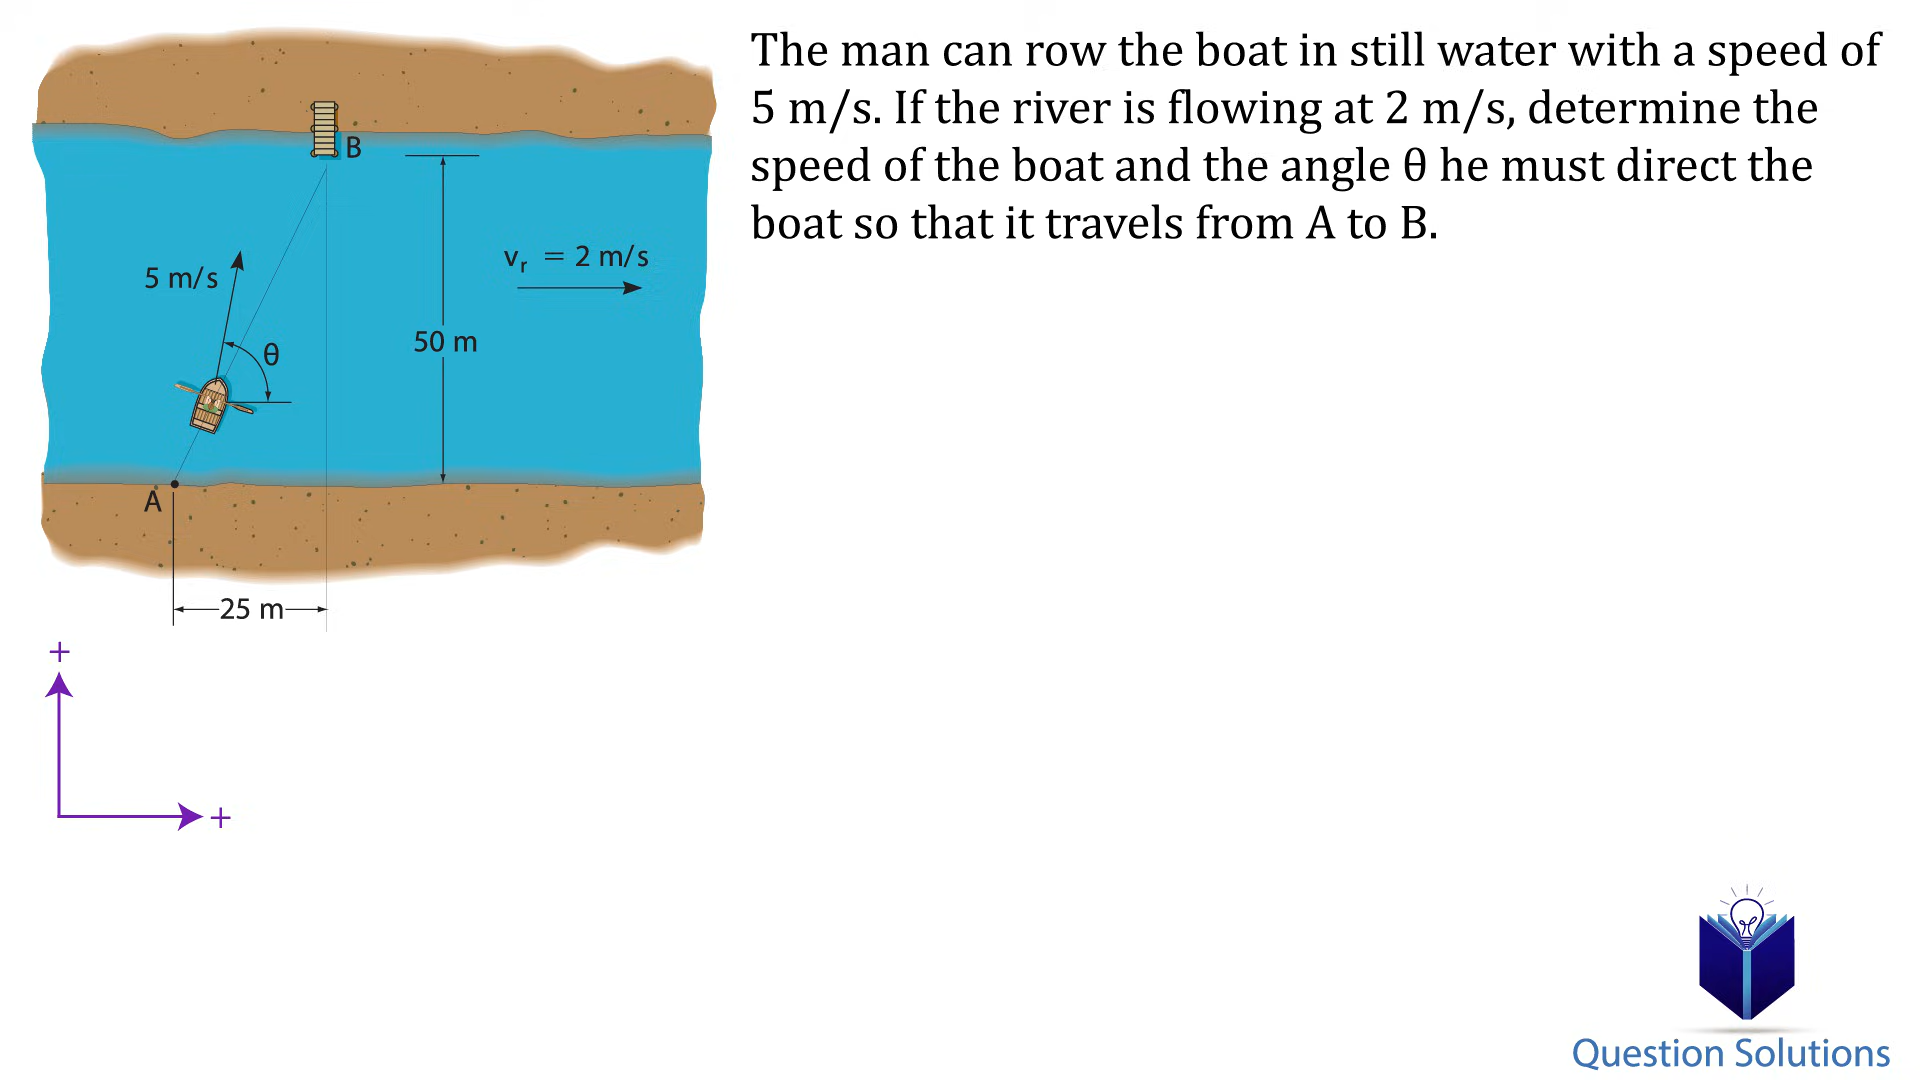 The man can row the boat in still water with a speed of
5 m/s. If the river is flowing at 2 m/s, determine the
speed of the boat and the angle θ he must direct the
boat so that it travels from A to B.
B
vᵣ = 2 m/s
5 m/s
50 m
θ
A
25 m
+
+
Question Solutions